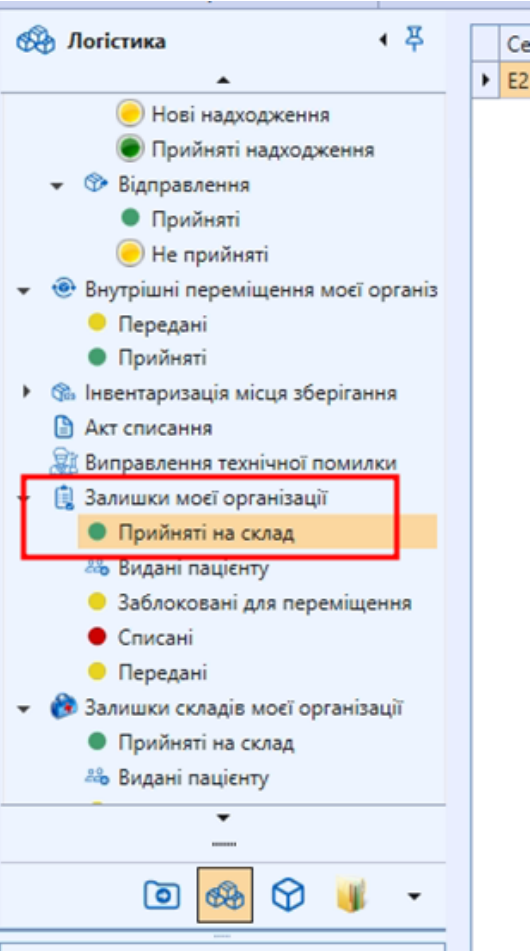 Логістика
Се
E2
Нові надходження
Прийняті надходження
Відправлення
Прийняті
Не прийняті
Внутрішні переміщення моєї організ
Передані
Прийняті
Інвентаризація місця зберігання
Акт списання
Виправлення технічної помилки
Залишки моєї організації
Прийняті на склад
Видані пацієнту
Заблоковані для переміщення
Списані
Передані
Залишки складів моєї організації
Прийняті на склад
Видані пацієнту